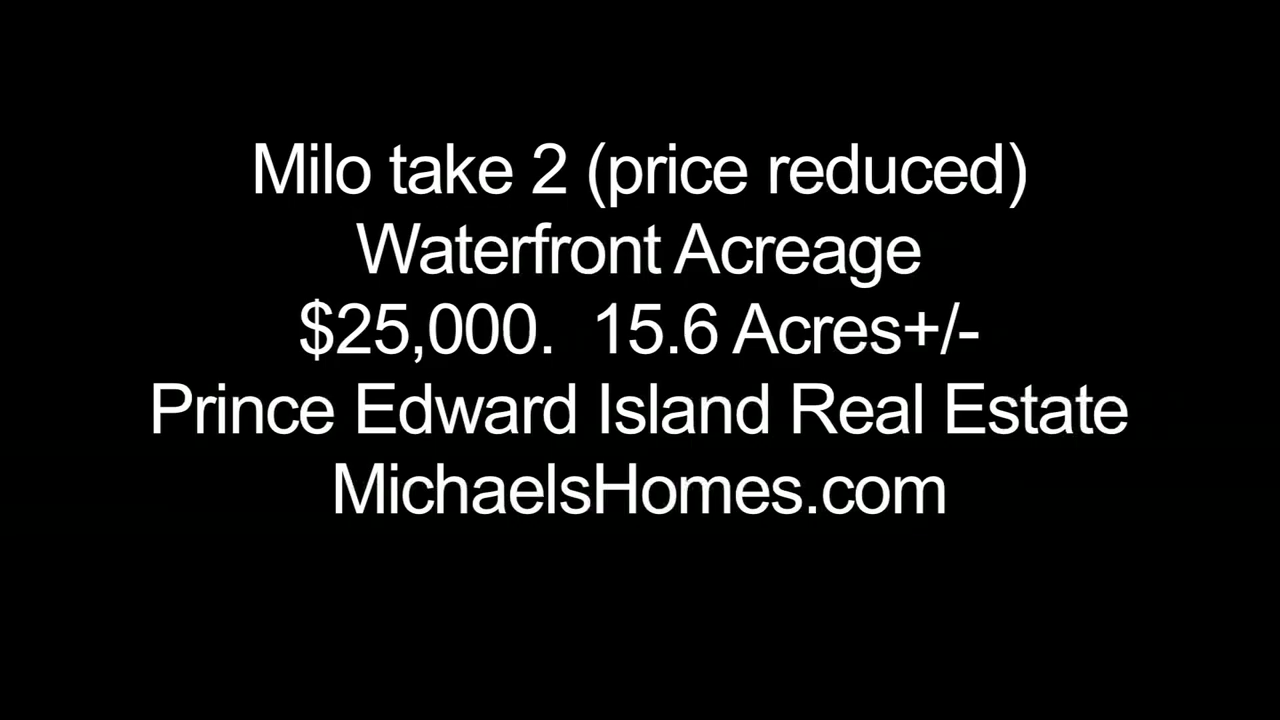 Milo take 2 (price reduced)
Waterfront Acreage
$25,000.  15.6 Acres+/-
Prince Edward Island Real Estate
MichaelsHomes.com